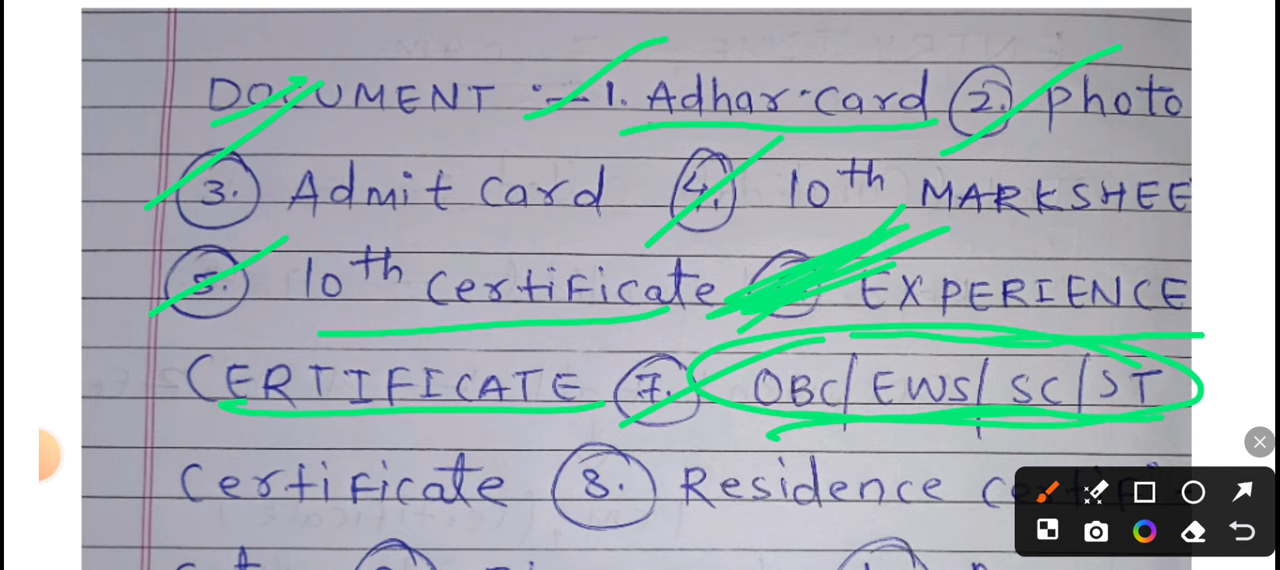 DOCUMENT :- 1. Adhar card 2. photo
3. Admit card 4. 10th MARKSHEE
5. 10th certificate EXPERIENCE
CERTIFICATE 7. OBC/EWS/SC/ST
certificate 8. Residence certif